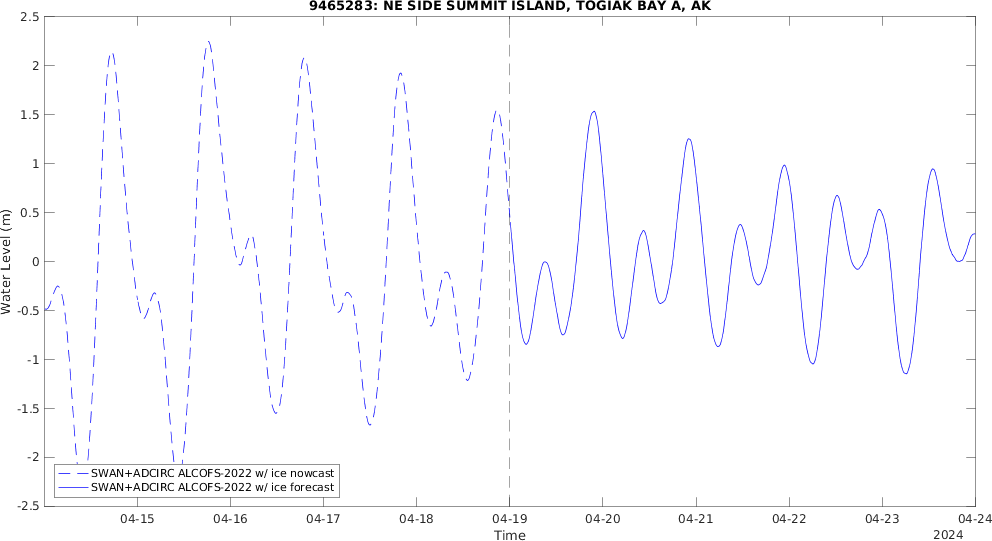 9465283: NE SIDE SUMMIT ISLAND, TOGIAK BAY A, AK
2.5
2
1.5
1
0.5
0
-0.5
-1
-1.5
-2
-2.5
Water Level (m)
SWAN+ADCIRC ALCOFS-2022 w/ ice nowcast
SWAN+ADCIRC ALCOFS-2022 w/ ice forecast
04-15 04-16 04-17 04-18 04-19 04-20 04-21 04-22 04-23 04-24
Time
2024